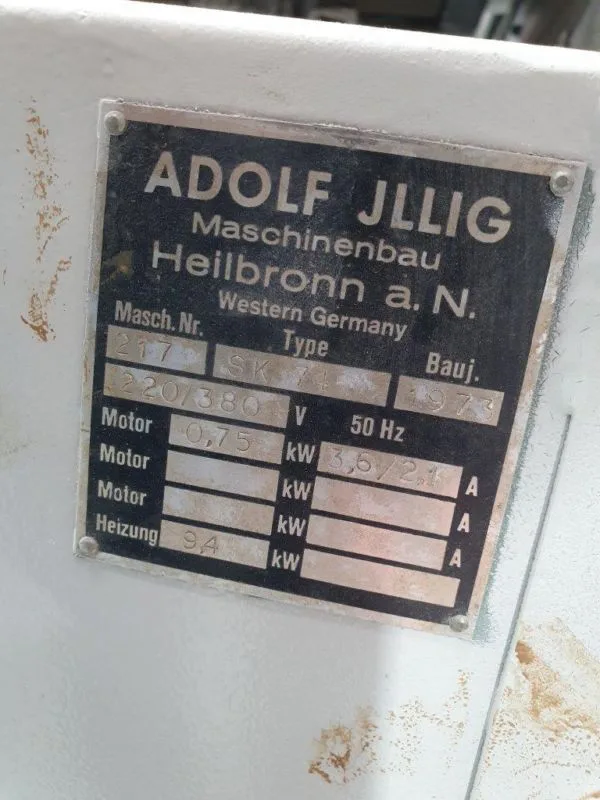 ADOLF JLLIG
Maschinenbau
Heilbronn a. N.
Western Germany
Masch. Nr. Type Bauj.
217 SK 74 1973
220/380 V 50 Hz
Motor 0,75 kW 3,6/2,1 A
Motor kW A
Motor kW A
Heizung 9,4 kW